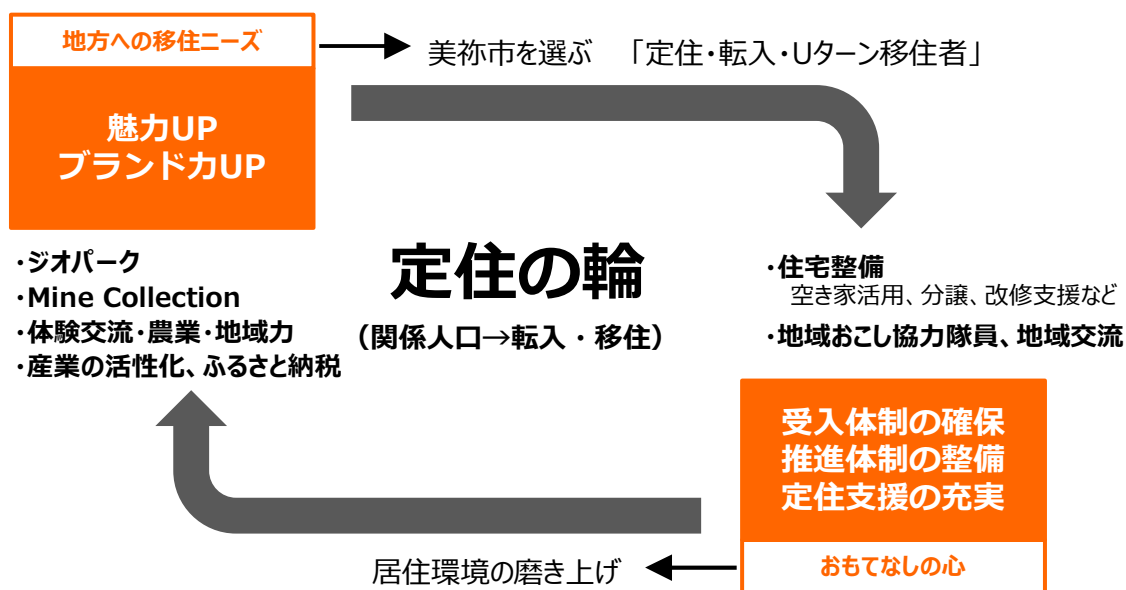 地方への移住ニーズ
美祢市を選ぶ 「定住・転入・Uターン移住者」
魅力UP
ブランド力UP
・ジオパーク
・Mine Collection
・体験交流・農業・地域力
・産業の活性化、ふるさと納税
定住の輪
（関係人口→転入・移住）
・住宅整備
空き家活用、分譲、改修支援など
・地域おこし協力隊員、地域交流
受入体制の確保
推進体制の整備
定住支援の充実
おもてなしの心
居住環境の磨き上げ